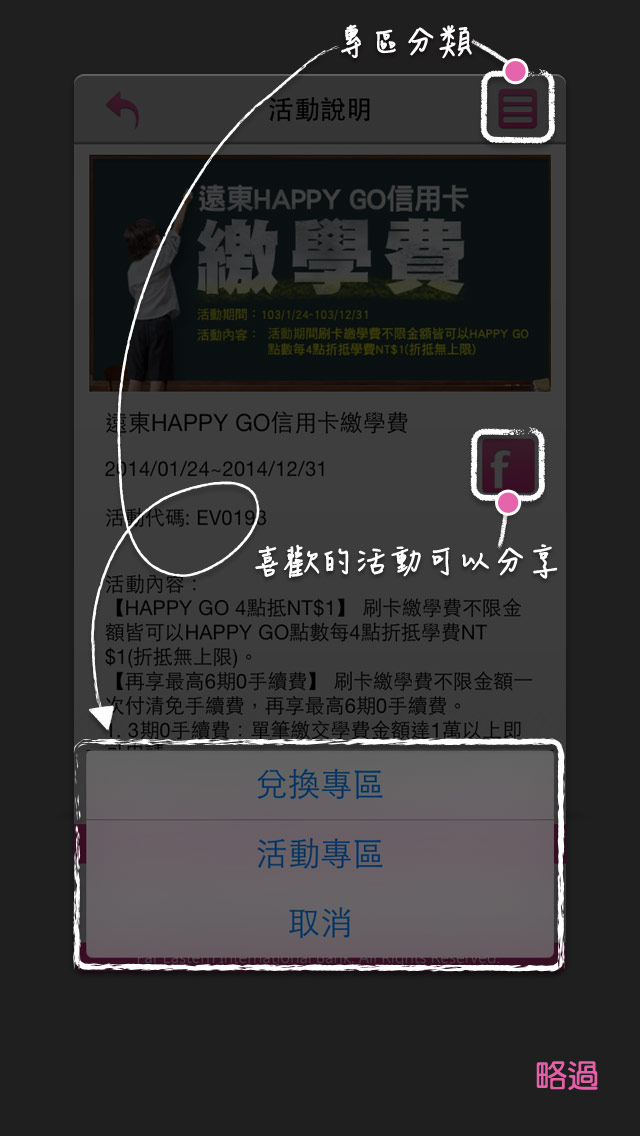 專區分類
活動說明
遠東HAPPY GO信用卡
繳學費
活動期間：103/1/24-103/12/31
活動內容： 活動期間刷卡繳學費不限金額皆可以HAPPY GO
點數每4點折抵學費NT$1(折抵無上限)
遠東HAPPY GO信用卡繳學費
2014/01/24~2014/12/31
f
活動代碼: EV0193
喜歡的活動可以分享
活動內容：
【HAPPY GO 4點抵NT$1】 刷卡繳學費不限金
額皆可以HAPPY GO點數每4點折抵學費NT
$1(折抵無上限)。
【再享最高6期0手續費】 刷卡繳學費不限金額一
次付清免手續費，再享最高6期0手續費。
1. 3期0手續費：單筆繳交學費金額達1萬以上即
兌換專區
活動專區
取消
Far Eastern International Bank. All Rights Reserved.
略過